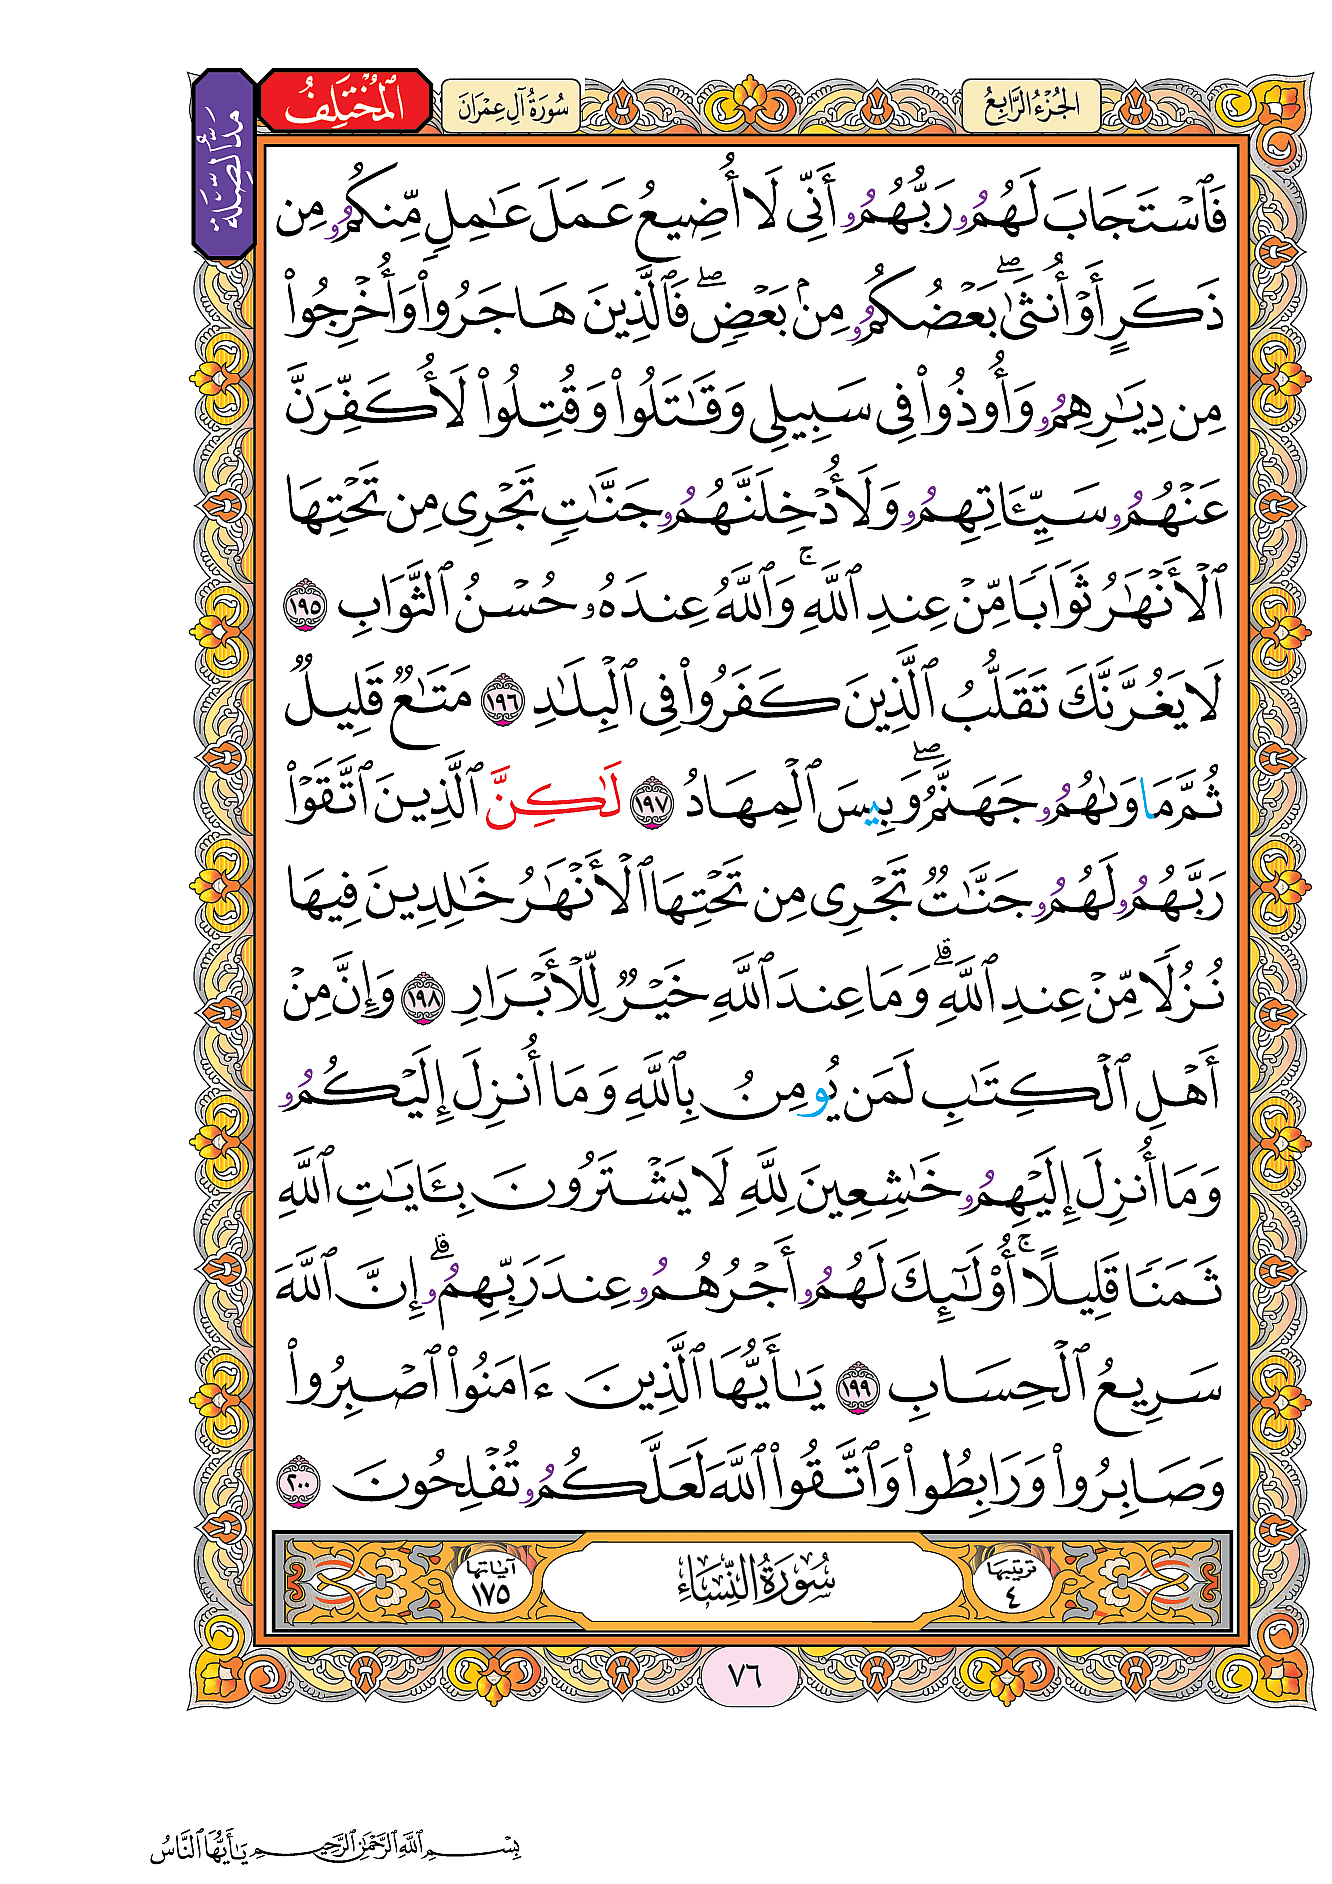 الجُزْءُ الرَّابِعُ
سُورَةُ آلِ عِمْرَانَ
المُخْتَلِفُ
مَدُّ الصِّلَة
فَٱسْتَجَابَ لَهُمُۥ رَبُّهُمُۥ أَنِّى لَا أُضِيعُ عَمَلَ عَٰمِلٍ مِّنكُمُۥ مِن
ذَكَرٍ أَوْ أُنثَىٰۖ بَعْضُكُمُۥ مِنۢ بَعْضٍۖ فَٱلَّذِينَ هَاجَرُوا۟ وَأُخْرِجُوا۟
مِن دِيَٰرِهِمُۥ وَأُوذُوا۟ فِى سَبِيلِى وَقَٰتَلُوا۟ وَقُتِلُوا۟ لَأُكَفِّرَنَّ
عَنْهُمُۥ سَيِّـَٔاتِهِمُۥ وَلَأُدْخِلَنَّهُمُۥ جَنَّٰتٍ تَجْرِى مِن تَحْتِهَا
ٱلْأَنْهَٰرُ ثَوَابًا مِّنْ عِندِ ٱللَّهِۚ وَٱللَّهُ عِندَهُۥ حُسْنُ ٱلثَّوَابِ ١٩٥
لَا يَغُرَّنَّكَ تَقَلُّبُ ٱلَّذِينَ كَفَرُوا۟ فِى ٱلْبِلَٰدِ ١٩٦ مَتَٰعٌ قَلِيلٌ
ثُمَّ مَاوَىٰهُمُۥ جَهَنَّمُۖ وَبِيسَ ٱلْمِهَادُ ١٩٧ لَٰكِنَّ ٱلَّذِينَ ٱتَّقَوْا۟
رَبَّهُمُۥ لَهُمُۥ جَنَّٰتٌ تَجْرِى مِن تَحْتِهَا ٱلْأَنْهَٰرُ خَٰلِدِينَ فِيهَا
نُزُلًا مِّنْ عِندِ ٱللَّهِۗ وَمَا عِندَ ٱللَّهِ خَيْرٌ لِّلْأَبْرَارِ ١٩٨ وَإِنَّ مِنْ
أَهْلِ ٱلْكِتَٰبِ لَمَن يُومِنُ بِٱللَّهِ وَمَا أُنزِلَ إِلَيْكُمُۥ
وَمَا أُنزِلَ إِلَيْهِمُۥ خَٰشِعِينَ لِلَّهِ لَا يَشْتَرُونَ بِـَٔايَٰتِ ٱللَّهِ
ثَمَنًا قَلِيلًاۚ أُو۟لَٰٓئِكَ لَهُمُۥ أَجْرُهُمُۥ عِندَ رَبِّهِمُۥۗ إِنَّ ٱللَّهَ
سَرِيعُ ٱلْحِسَابِ ١٩٩ يَٰأَيُّهَا ٱلَّذِينَ ءَامَنُوا۟ ٱصْبِرُوا۟
وَصَابِرُوا۟ وَرَابِطُوا۟ وَٱتَّقُوا۟ ٱللَّهَ لَعَلَّكُمُۥ تُفْلِحُونَ ٢٠٠
ترتيبها ٤
سُورَةُ النِّسَاءِ
آياتها ١٧٥
٧٦
بِسْمِ ٱللَّهِ ٱلرَّحْمَٰنِ ٱلرَّحِيمِ يَٰأَيُّهَا ٱلنَّاسُ